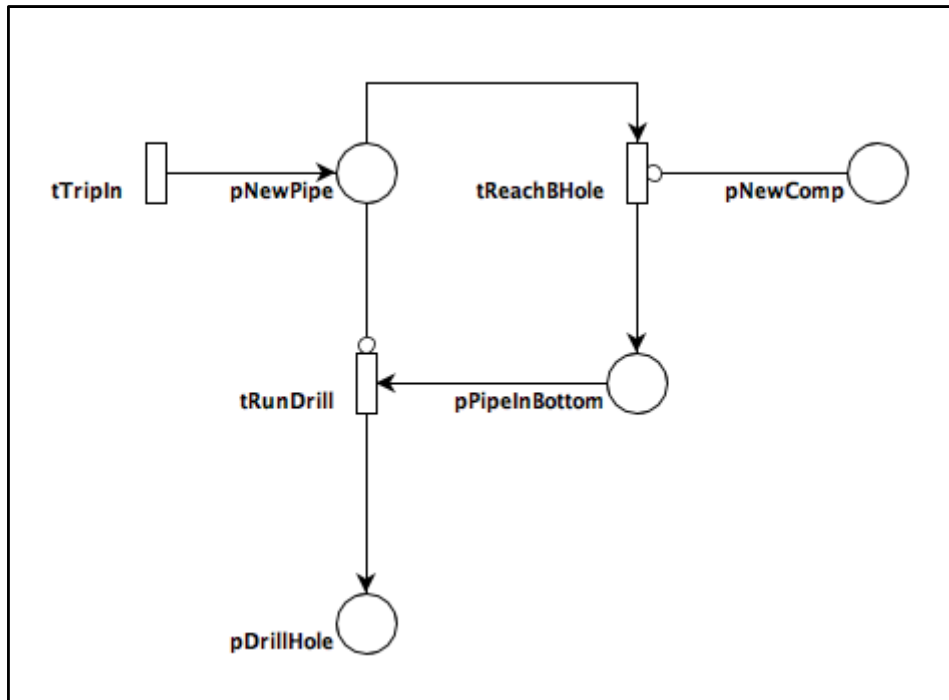 tTripIn
pNewPipe
tReachBHole
pNewComp
tRunDrill
pPipeInBottom
pDrillHole